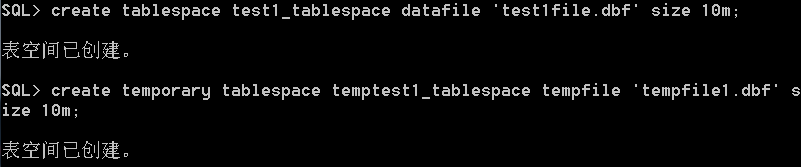 SQL> create tablespace test1_tablespace datafile 'test1file.dbf' size 10m;
表空间已创建。
SQL> create temporary tablespace temptest1_tablespace tempfile 'tempfile1.dbf' s
ize 10m;
表空间已创建。